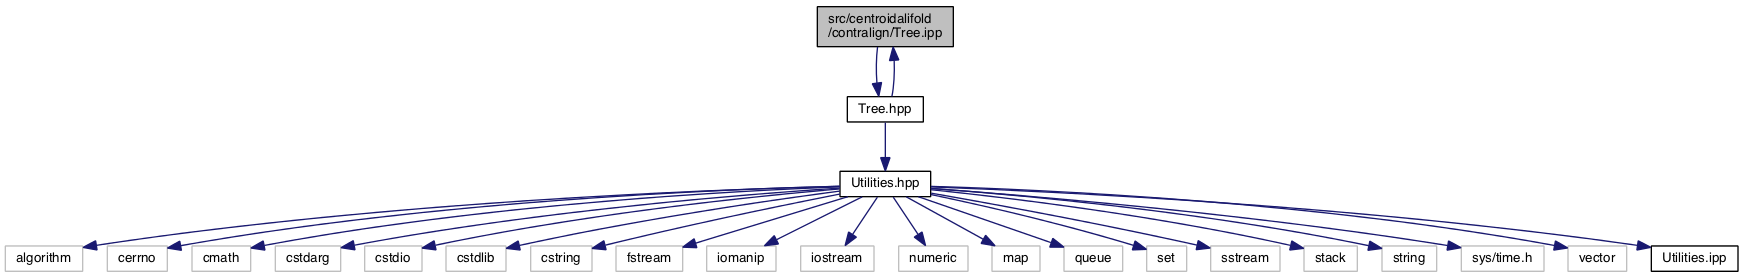 src/centroidalifold
/contralign/Tree.ipp
Tree.hpp
Utilities.hpp
algorithm
cerrno
cmath
cstdarg
cstdio
cstdlib
cstring
fstream
iomanip
iostream
numeric
map
queue
set
sstream
stack
string
sys/time.h
vector
Utilities.ipp